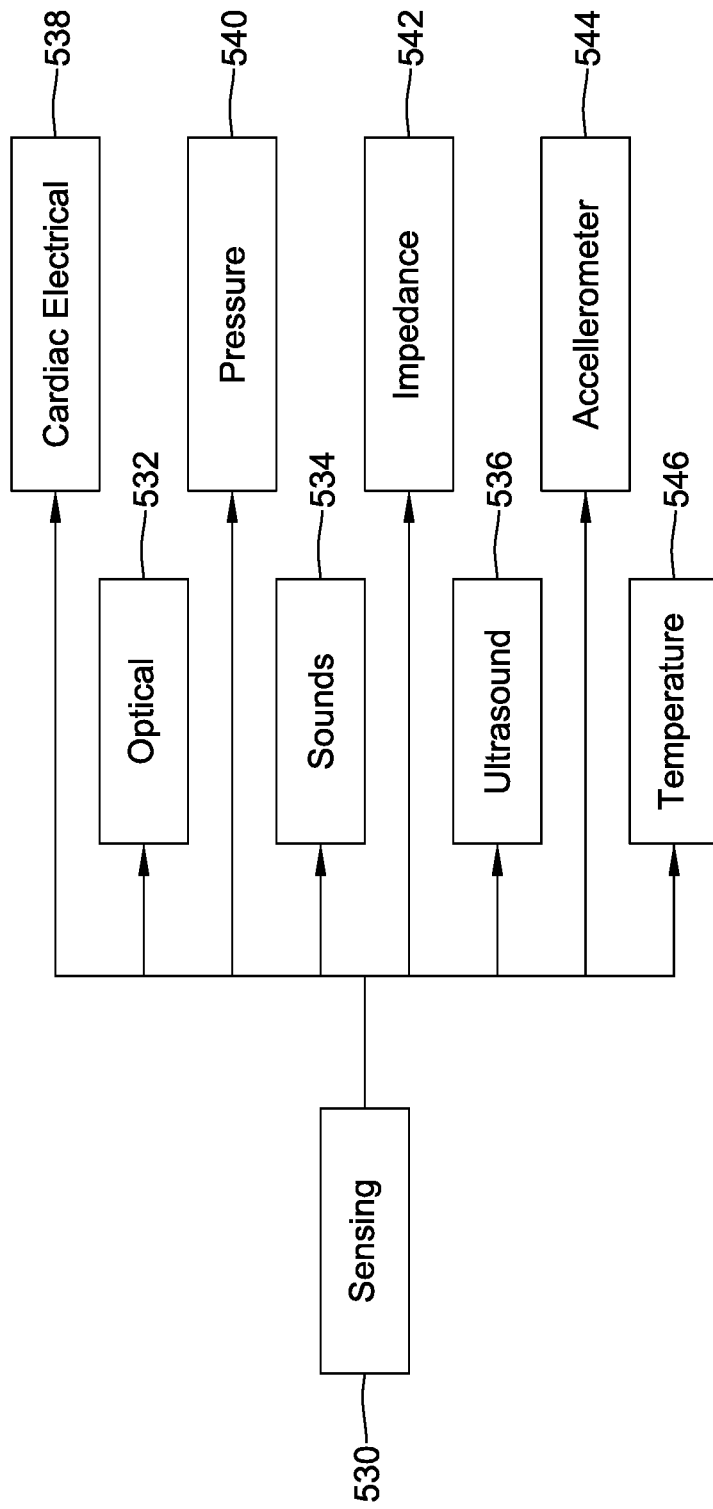 538
Cardiac Electrical
532
Optical
540
Pressure
534
Sounds
530
Sensing
542
Impedance
536
Ultrasound
544
Accellerometer
546
Temperature